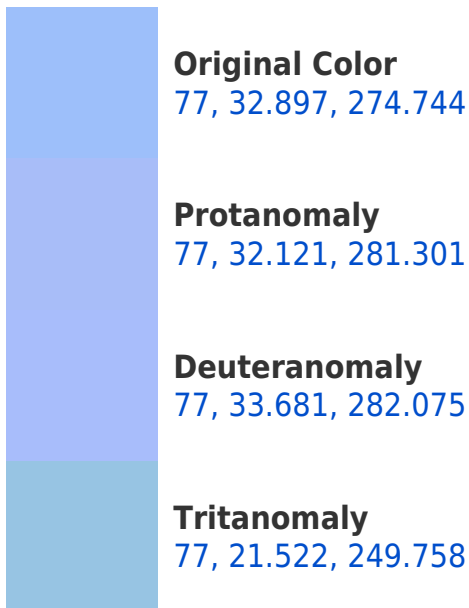 Original Color
77, 32.897, 274.744
Protanomaly
77, 32.121, 281.301
Deuteranomaly
77, 33.681, 282.075
Tritanomaly
77, 21.522, 249.758